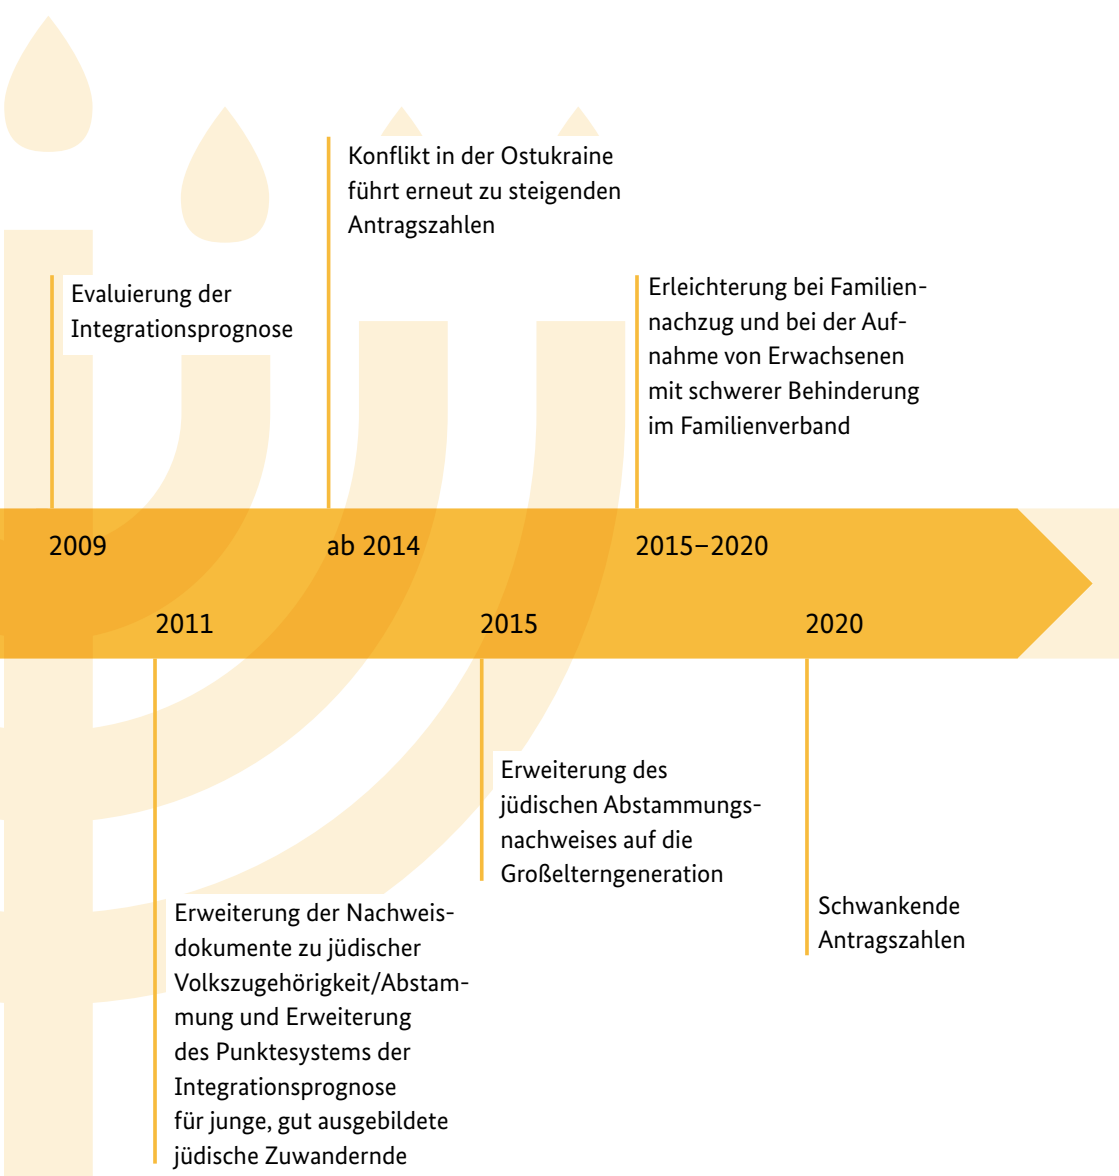 Konflikt in der Ostukraine
führt erneut zu steigenden
Antragszahlen
Evaluierung der
Integrationsprognose
Erleichterung bei Familien-
nachzug und bei der Auf-
nahme von Erwachsenen
mit schwerer Behinderung
im Familienverband
2009
ab 2014
2015–2020
2011
2015
2020
Erweiterung des
jüdischen Abstammungs-
nachweises auf die
Großelterngeneration
Schwankende
Antragszahlen
Erweiterung der Nachweis-
dokumente zu jüdischer
Volkszugehörigkeit/Abstam-
mung und Erweiterung
des Punktesystems der
Integrationsprognose
für junge, gut ausgebildete
jüdische Zuwandernde